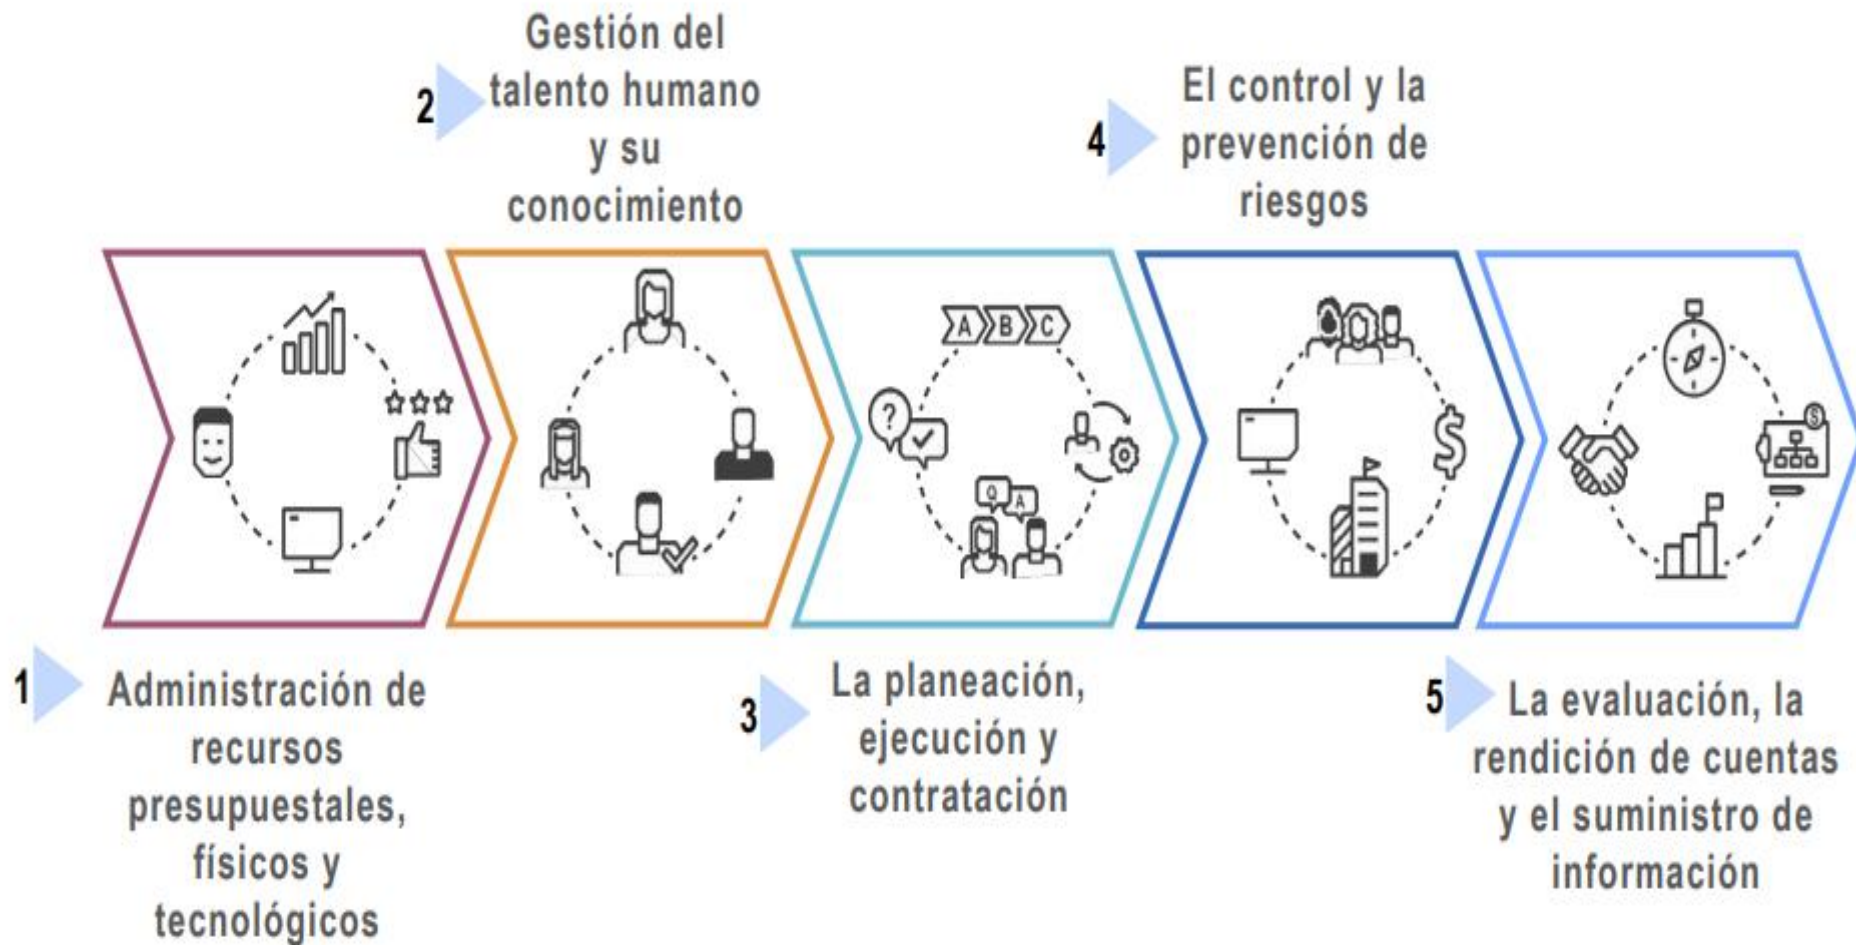 1
Administración de
recursos
presupuestales,
físicos y
tecnológicos
2
Gestión del
talento humano
y su
conocimiento
3
La planeación,
ejecución y
contratación
A B C
?
Q A
4
El control y la
prevención de
riesgos
$
5
La evaluación, la
rendición de cuentas
y el suministro de
información
$